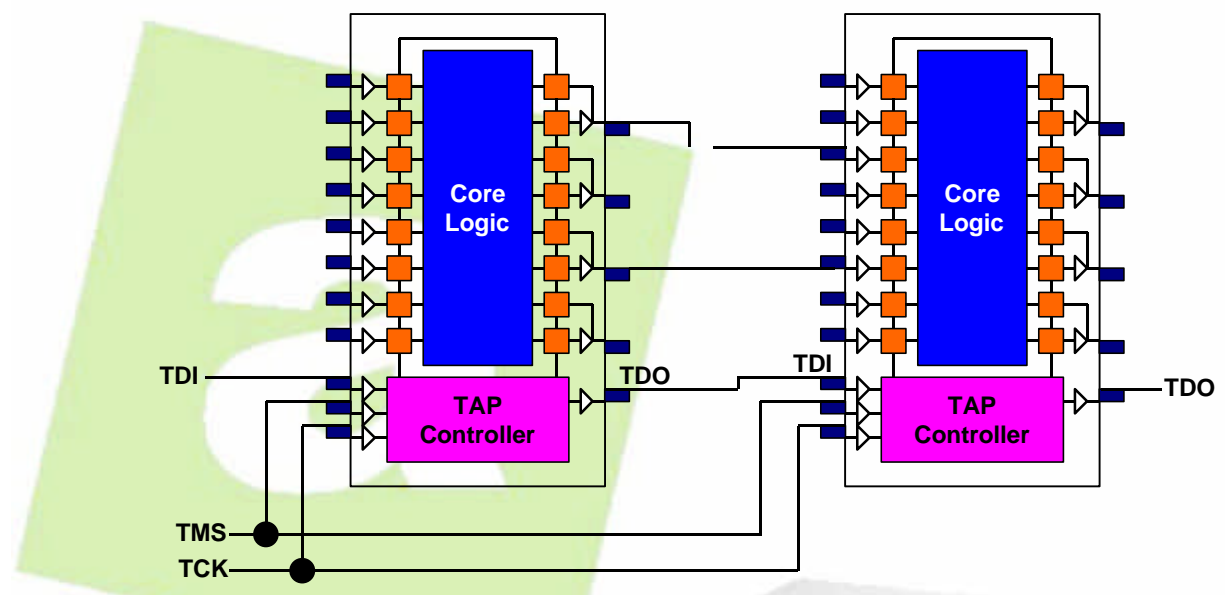 Core
Logic
Core
Logic
TDI
TDO
TDI
TDO
TAP
Controller
TAP
Controller
TMS
TCK